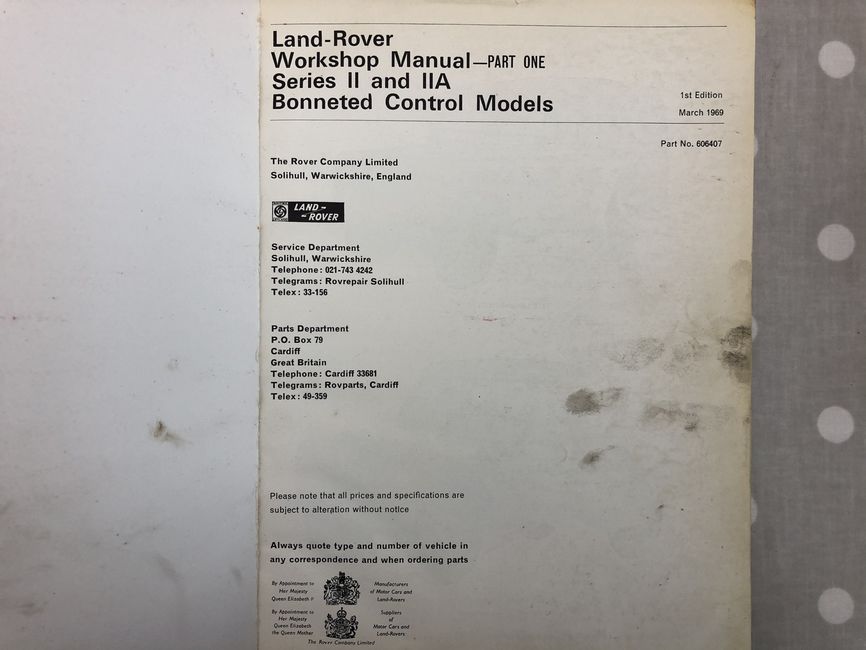 Land-Rover
Workshop Manual—PART ONE
Series II and IIA
Bonneted Control Models
1st Edition
March 1969
Part No. 606407
The Rover Company Limited
Solihull, Warwickshire, England
LAND-
-ROVER
Service Department
Solihull, Warwickshire
Telephone: 021-743 4242
Telegrams: Rovrepair Solihull
Telex: 33-156
Parts Department
P.O. Box 79
Cardiff
Great Britain
Telephone: Cardiff 33681
Telegrams: Rovparts, Cardiff
Telex: 49-359
Please note that all prices and specifications are
subject to alteration without notice
Always quote type and number of vehicle in
any correspondence and when ordering parts
By Appointment to
Her Majesty
Queen Elizabeth II
Manufacturers
of Motor Cars and
Land-Rovers
By Appointment to
Her Majesty
Queen Elizabeth
the Queen Mother
Suppliers
of
Motor Cars and
Land-Rovers
The Rover Company Limited